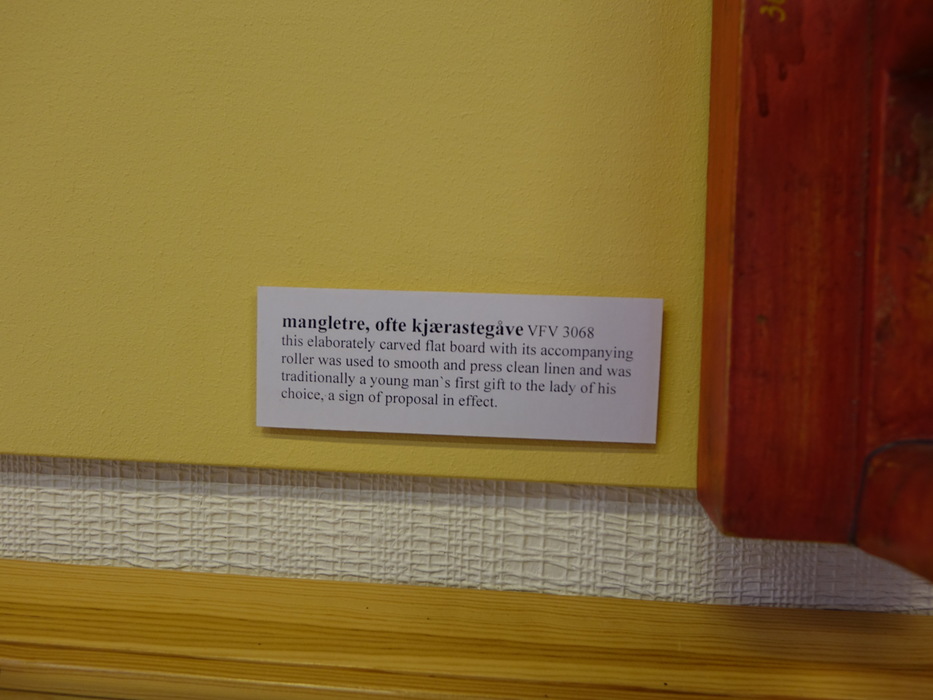 mangletre, ofte kjærastegåve VFV 3068
this elaborately carved flat board with its accompanying
roller was used to smooth and press clean linen and was
traditionally a young man`s first gift to the lady of his
choice, a sign of proposal in effect.